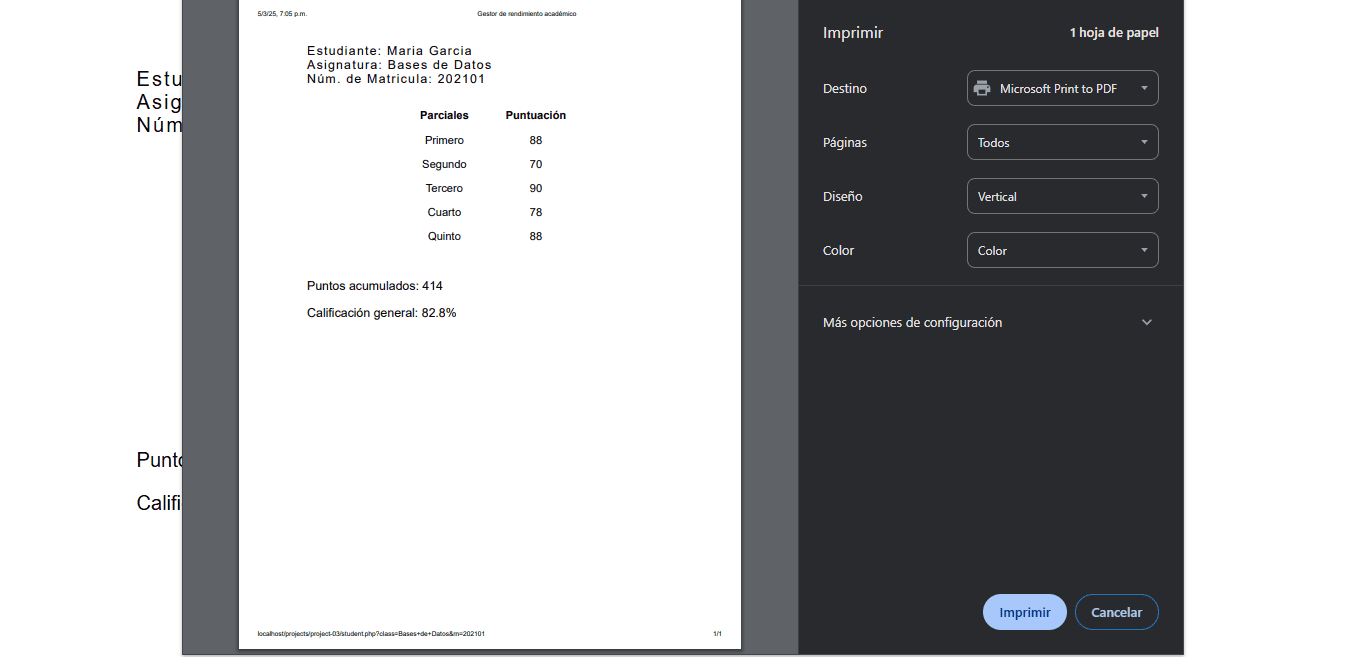 Estu
Asig
Núm
Punto
Califi
5/3/25, 7:05 p.m. Gestor de rendimiento académico
Estudiante: Maria Garcia
Asignatura: Bases de Datos
Núm. de Matricula: 202101
Parciales Puntuación
Primero 88
Segundo 70
Tercero 90
Cuarto 78
Quinto 88
Puntos acumulados: 414
Calificación general: 82.8%
localhost/projects/project-03/student.php?class=Bases+de+Datos&m=202101 1/1
Imprimir 1 hoja de papel
Destino Microsoft Print to PDF
Páginas Todos
Diseño Vertical
Color Color
Más opciones de configuración
Imprimir Cancelar